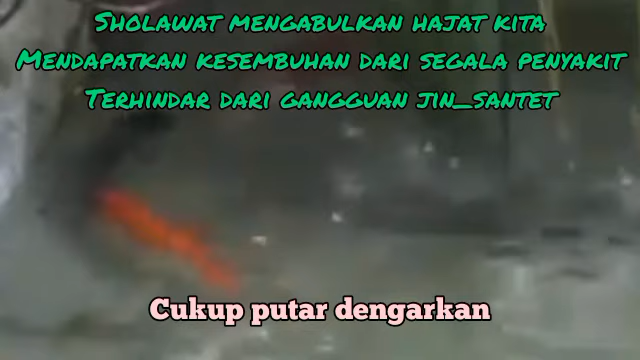 Sholawat mengabulkan hajat kita
Mendapatkan kesembuhan dari segala penyakit
Terhindar dari gangguan jin_santet
Cukup putar dengarkan